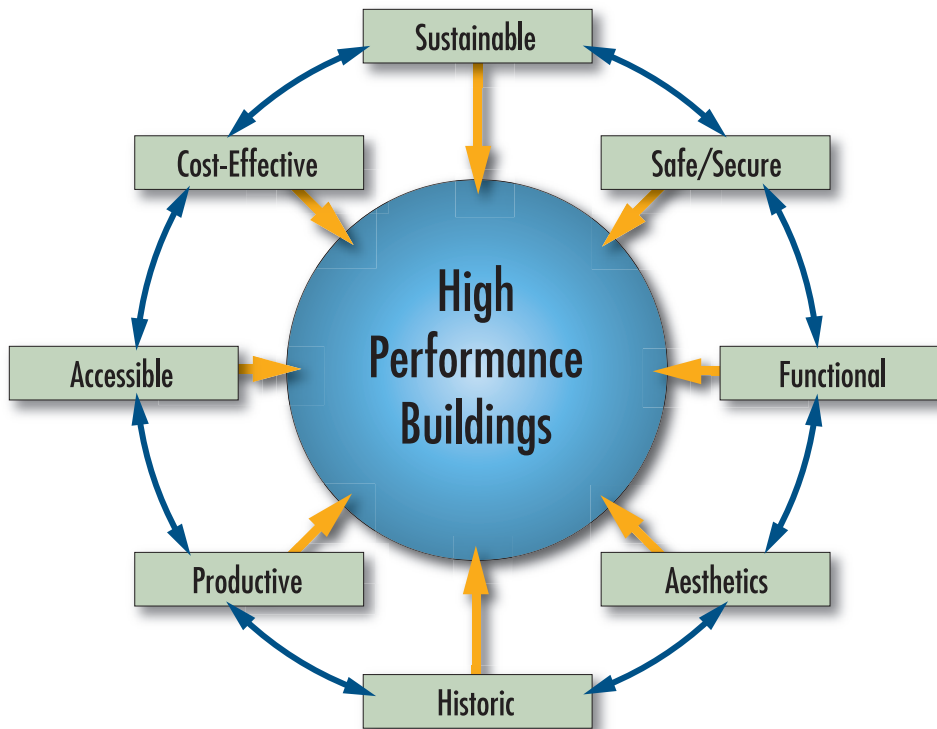 Sustainable
Cost-Effective
Safe/Secure
High
Performance
Buildings
Accessible
Functional
Productive
Aesthetics
Historic